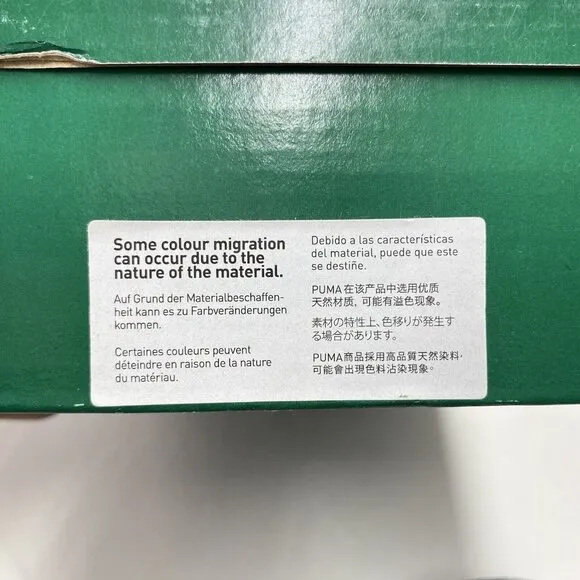 Some colour migration
can occur due to the
nature of the material.
Auf Grund der Materialbeschaffen-
heit kann es zu Farbveränderungen
kommen.
Certaines couleurs peuvent
déteindre en raison de la nature
du matériau.
Debido a las características
del material, puede que este
se destiñe.
PUMA在该产品中选用优质
天然材质, 可能有溢色现象。
素材の特性上、色移りが発生す
る場合があります。
PUMA商品採用高品質天然染料·
可能會出現色料沾染現象。